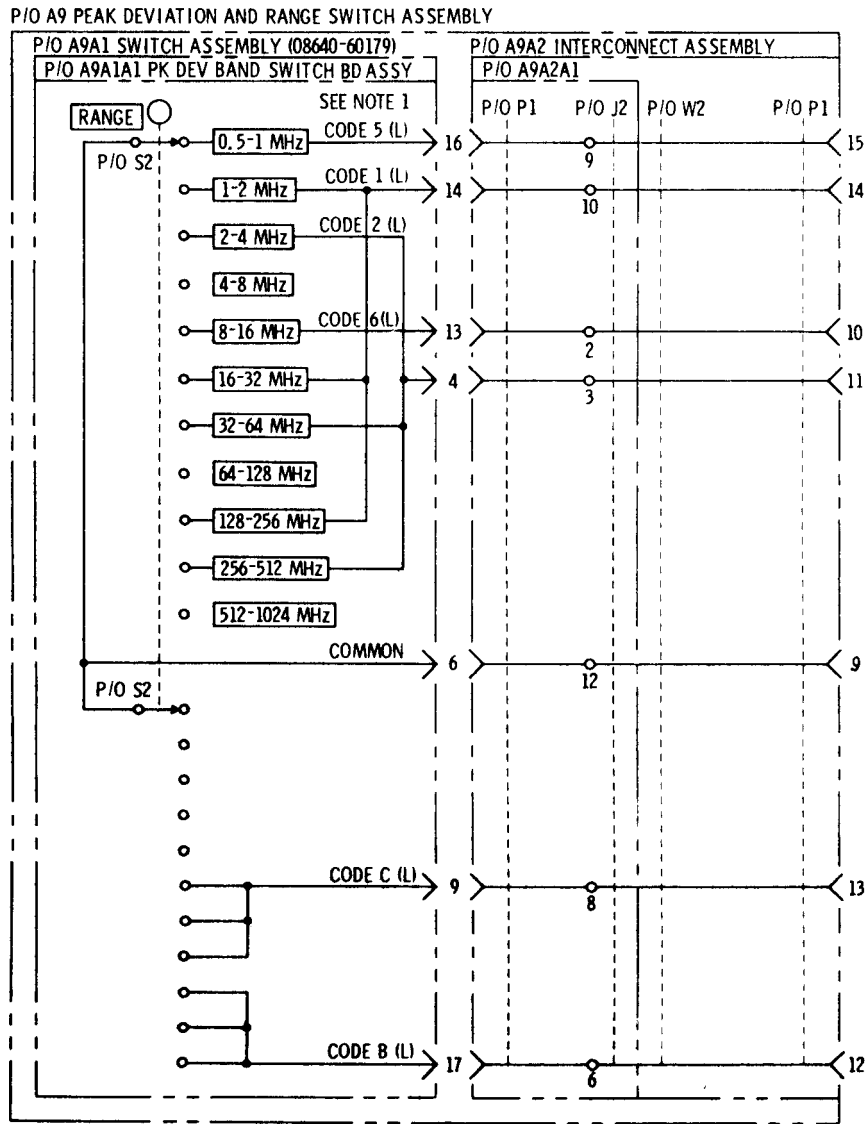 P/O A9 PEAK DEVIATION AND RANGE SWITCH ASSEMBLY
P/O A9A1 SWITCH ASSEMBLY (08640-60179)
P/O A9A2 INTERCONNECT ASSEMBLY
P/O A9A1A1 PK DEV BAND SWITCH BD ASSY
P/O A9A2A1
SEE NOTE 1
P/O P1 P/O J2 P/O W2 P/O P1
RANGE
P/O S2
0.5-1 MHz CODE 5 (L) 16 9 15
1-2 MHz CODE 1 (L) 14 10 14
2-4 MHz CODE 2 (L)
4-8 MHz
8-16 MHz CODE 6(L) 13 2 10
16-32 MHz 4 3 11
32-64 MHz
64-128 MHz
128-256 MHz
256-512 MHz
512-1024 MHz
COMMON 6 12 9
P/O S2
CODE C (L) 9 8 13
CODE B (L) 17 6 12